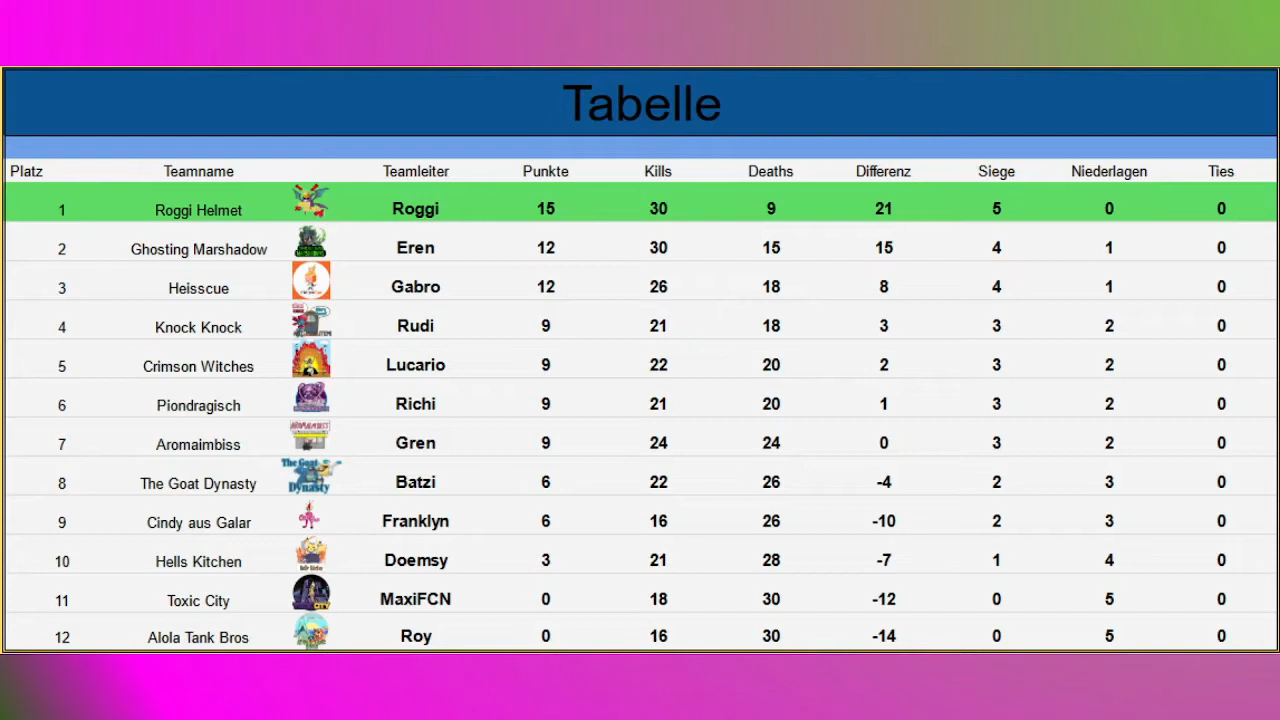 Tabelle
Platz Teamname Teamleiter Punkte Kills Deaths Differenz Siege Niederlagen Ties
1 Roggi Helmet Roggi 15 30 9 21 5 0 0
2 Ghosting Marshadow Eren 12 30 15 15 4 1 0
3 Heisscue Gabro 12 26 18 8 4 1 0
4 Knock Knock Rudi 9 21 18 3 3 2 0
5 Crimson Witches Lucario 9 22 20 2 3 2 0
6 Piondragisch Richi 9 21 20 1 3 2 0
7 Aromaimbiss Gren 9 24 24 0 3 2 0
8 The Goat Dynasty The Goat Dynasty Batzi 6 22 26 -4 2 3 0
9 Cindy aus Galar Franklyn 6 16 26 -10 2 3 0
10 Hells Kitchen Doemsy 3 21 28 -7 1 4 0
11 Toxic City CITY MaxiFCN 0 18 30 -12 0 5 0
12 Alola Tank Bros Roy 0 16 30 -14 0 5 0